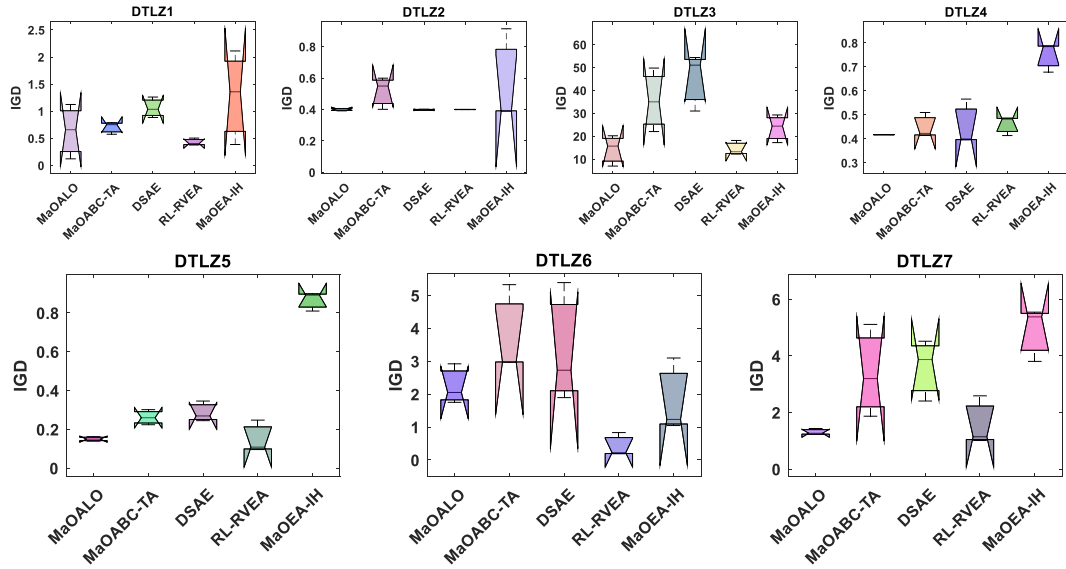 DTLZ1
IGD
2.5
2
1.5
1
0.5
0
MaOALO
MaOABC-TA
DSAE
RL-RVEA
MaOEA-IH
DTLZ2
IGD
0.8
0.6
0.4
0.2
0
MaOALO
MaOABC-TA
DSAE
RL-RVEA
MaOEA-IH
DTLZ3
IGD
60
50
40
30
20
10
MaOALO
MaOABC-TA
DSAE
RL-RVEA
MaOEA-IH
DTLZ4
IGD
0.8
0.7
0.6
0.5
0.4
0.3
MaOALO
MaOABC-TA
DSAE
RL-RVEA
MaOEA-IH
DTLZ5
IGD
0.8
0.6
0.4
0.2
0
MaOALO
MaOABC-TA
DSAE
RL-RVEA
MaOEA-IH
DTLZ6
IGD
5
4
3
2
1
0
MaOALO
MaOABC-TA
DSAE
RL-RVEA
MaOEA-IH
DTLZ7
IGD
6
4
2
0
MaOALO
MaOABC-TA
DSAE
RL-RVEA
MaOEA-IH